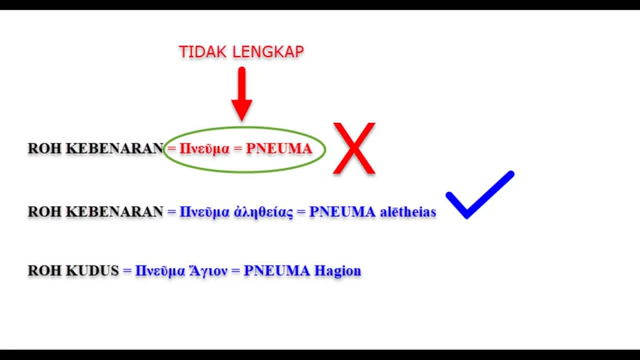 TIDAK LENGKAP
ROH KEBENARAN = Πνεῦμα = PNEUMA X
ROH KEBENARAN = Πνεῦμα ἀληθείας = PNEUMA alētheias
ROH KUDUS = Πνεῦμα Ἅγιον = PNEUMA Hagion